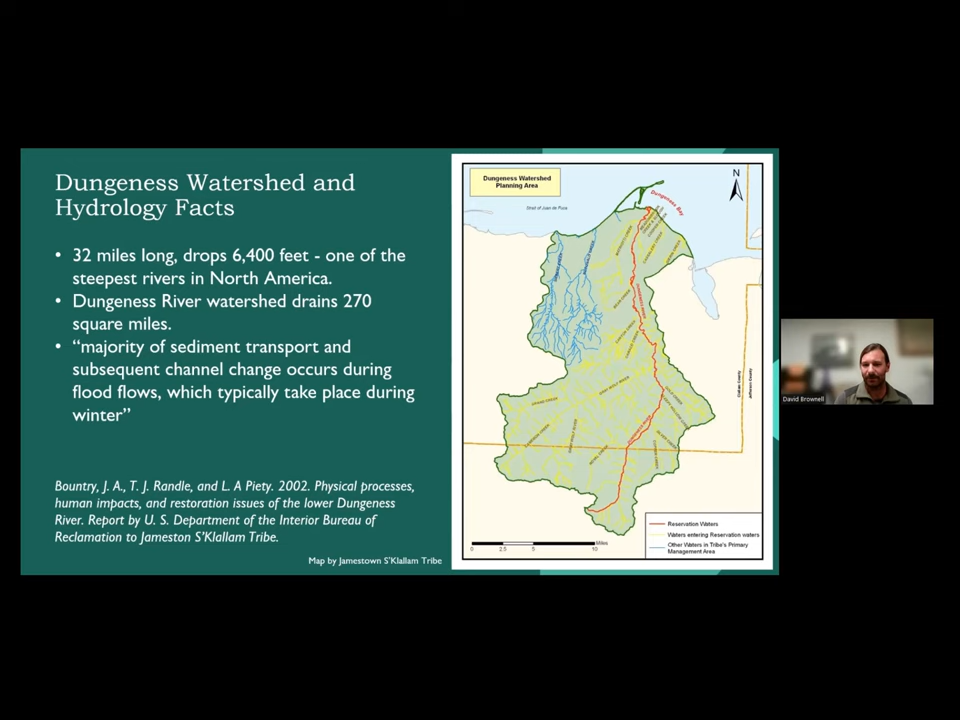 Dungeness Watershed and
Hydrology Facts
• 32 miles long, drops 6,400 feet - one of the
steepest rivers in North America.
• Dungeness River watershed drains 270
square miles.
• “majority of sediment transport and
subsequent channel change occurs during
flood flows, which typically take place during
winter”
Bountry, J. A., T. J. Randle, and L. A Piety. 2002. Physical processes,
human impacts, and restoration issues of the lower Dungeness
River. Report by U. S. Department of the Interior Bureau of
Reclamation to Jameston S’Klallam Tribe.
Map by Jamestown S’Klallam Tribe
Dungeness Watershed
Planning Area
N
Strait of Juan de Fuca
Dungeness Bay
Clallam County
Jefferson County
Reservation Waters
Waters entering Reservation waters
Other Waters in Tribe's Primary
Management Area
Miles
0 2.5 5 10
David Brownell